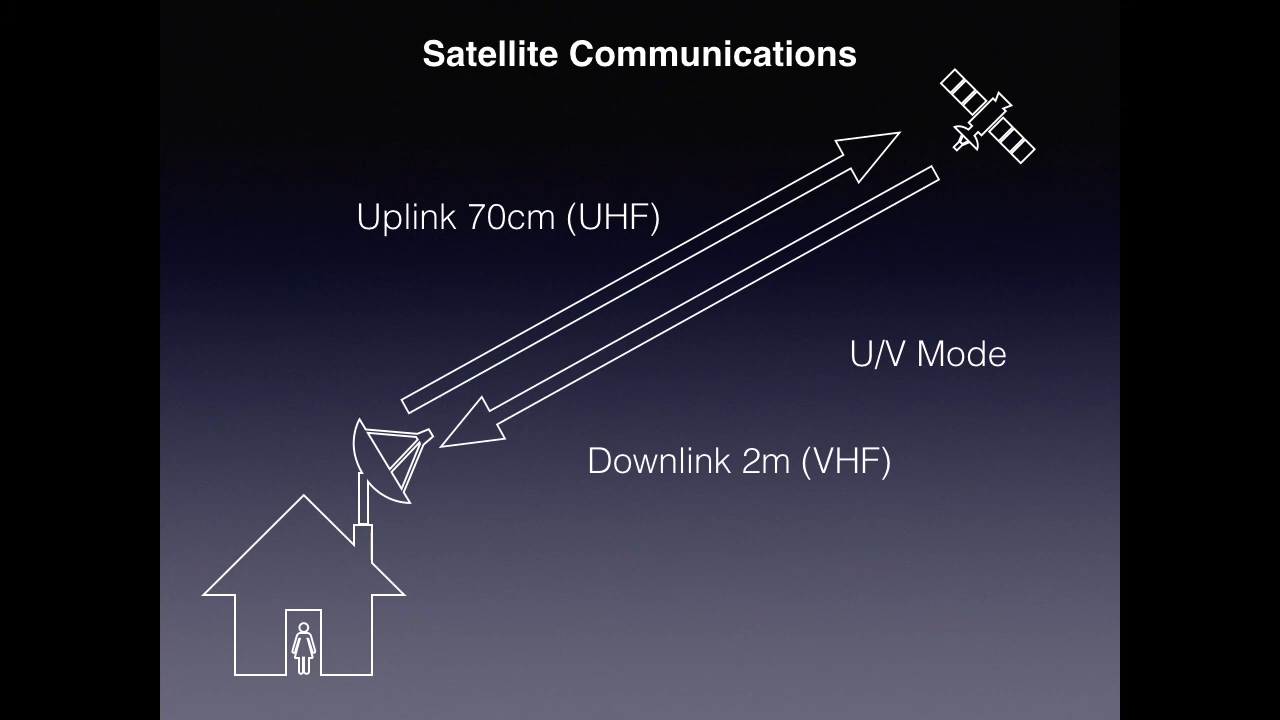 Satellite Communications
Uplink 70cm (UHF)
U/V Mode
Downlink 2m (VHF)